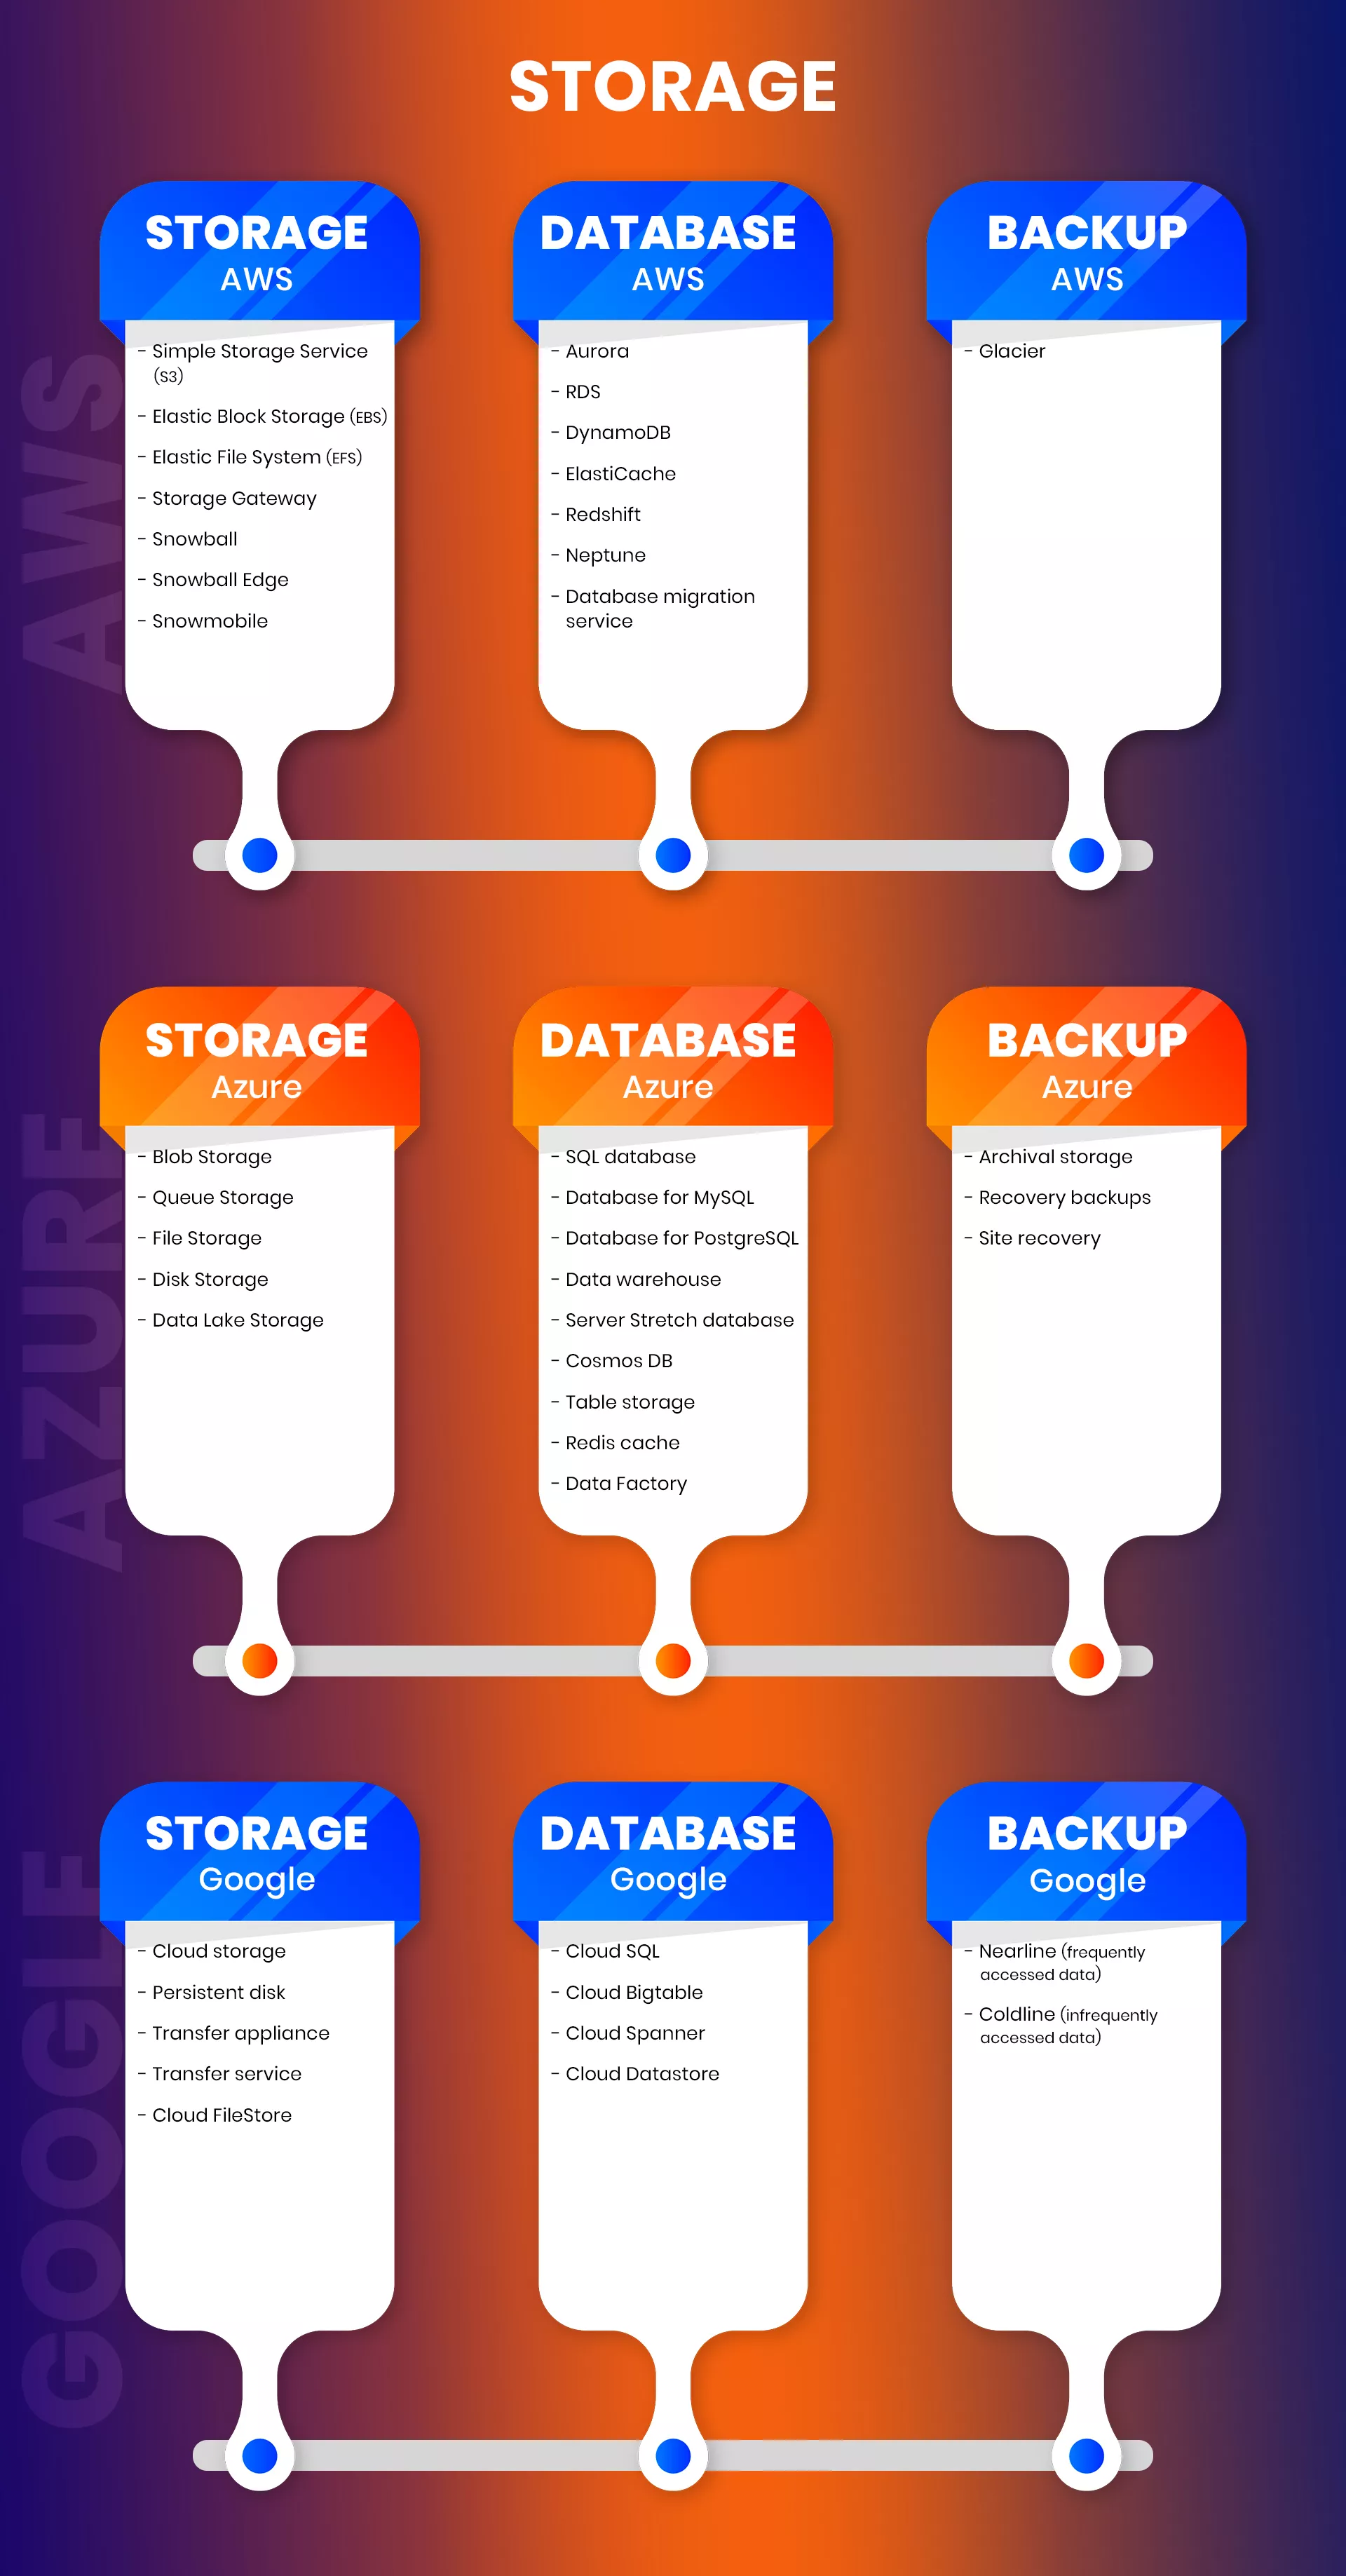 STORAGE
AWS
STORAGE
AWS
- Simple Storage Service
(S3)
- Elastic Block Storage (EBS)
- Elastic File System (EFS)
- Storage Gateway
- Snowball
- Snowball Edge
- Snowmobile
DATABASE
AWS
- Aurora
- RDS
- DynamoDB
- ElastiCache
- Redshift
- Neptune
- Database migration
service
BACKUP
AWS
- Glacier
AZURE
STORAGE
Azure
- Blob Storage
- Queue Storage
- File Storage
- Disk Storage
- Data Lake Storage
DATABASE
Azure
- SQL database
- Database for MySQL
- Database for PostgreSQL
- Data warehouse
- Server Stretch database
- Cosmos DB
- Table storage
- Redis cache
- Data Factory
BACKUP
Azure
- Archival storage
- Recovery backups
- Site recovery
GOOGLE
STORAGE
Google
- Cloud storage
- Persistent disk
- Transfer appliance
- Transfer service
- Cloud FileStore
DATABASE
Google
- Cloud SQL
- Cloud Bigtable
- Cloud Spanner
- Cloud Datastore
BACKUP
Google
- Nearline (frequently
accessed data)
- Coldline (infrequently
accessed data)